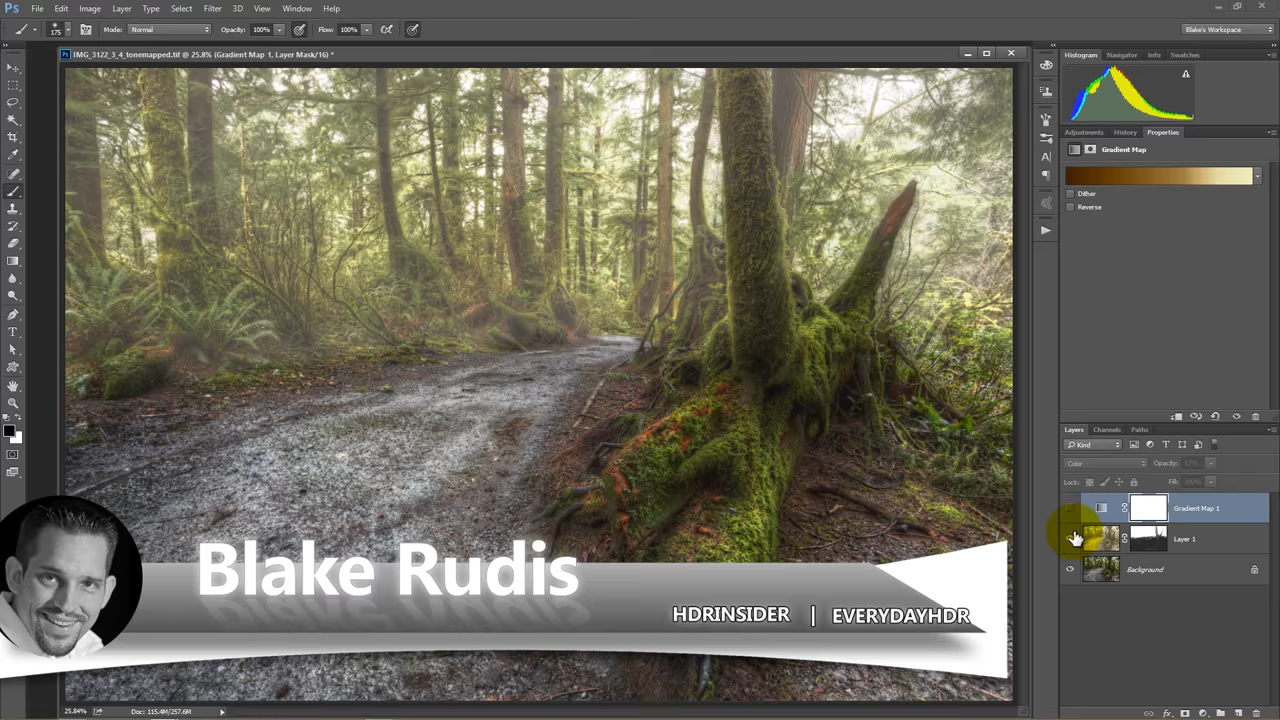 Ps File Edit Image Layer Type Select Filter 3D View Window Help
175 Mode: Normal Opacity: 100% Flow: 100% Blake's Workspace
IMG_3122_3_4_tonemapped.tif @ 25.8% (Gradient Map 1, Layer Mask/16) *
Histogram Navigator Info Swatches
Adjustments History Properties
Gradient Map
Dither
Reverse
Layers Channels Paths
Kind
Color Opacity: 17%
Lock: Fill: 100%
Gradient Map 1
Layer 1
Background
Blake Rudis
HDRINSIDER | EVERYDAYHDR
25.84% Doc: 115.4M/257.6M